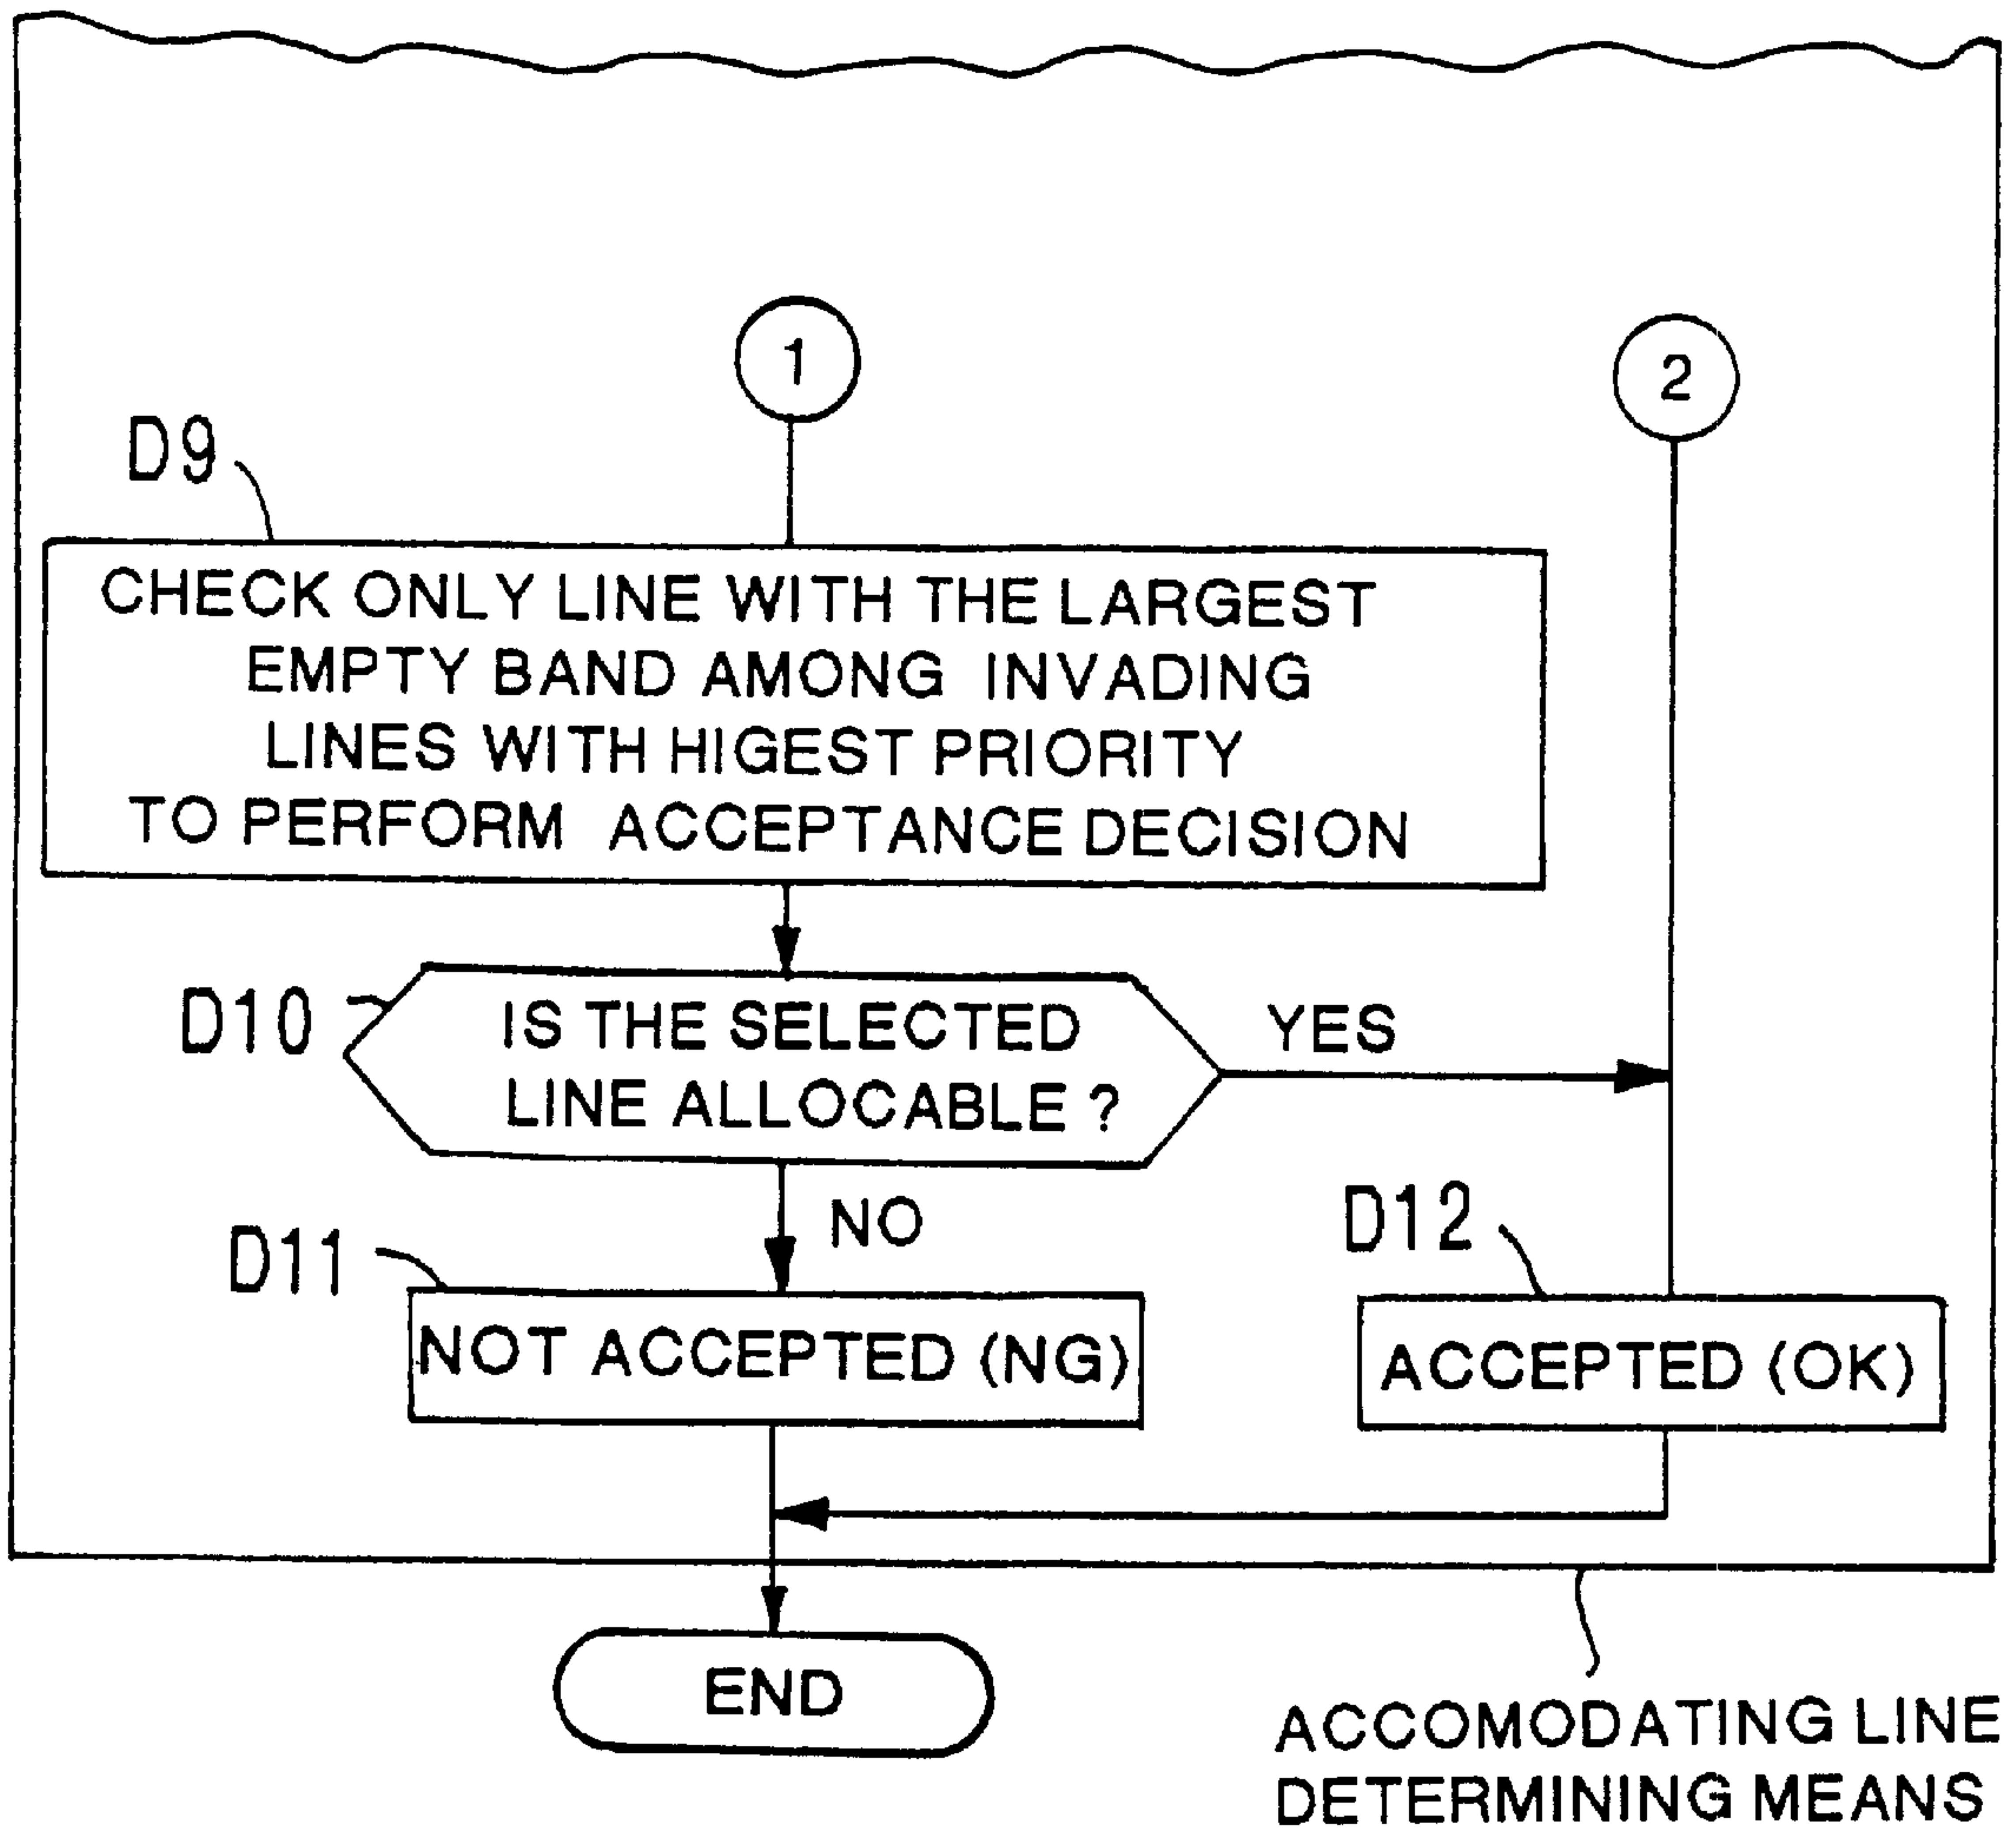 1
2
D9
CHECK ONLY LINE WITH THE LARGEST
EMPTY BAND AMONG INVADING
LINES WITH HIGEST PRIORITY
TO PERFORM ACCEPTANCE DECISION
D10
IS THE SELECTED
LINE ALLOCABLE ?
YES
NO
D11
NOT ACCEPTED (NG)
D12
ACCEPTED (OK)
END
ACCOMODATING LINE
DETERMINING MEANS